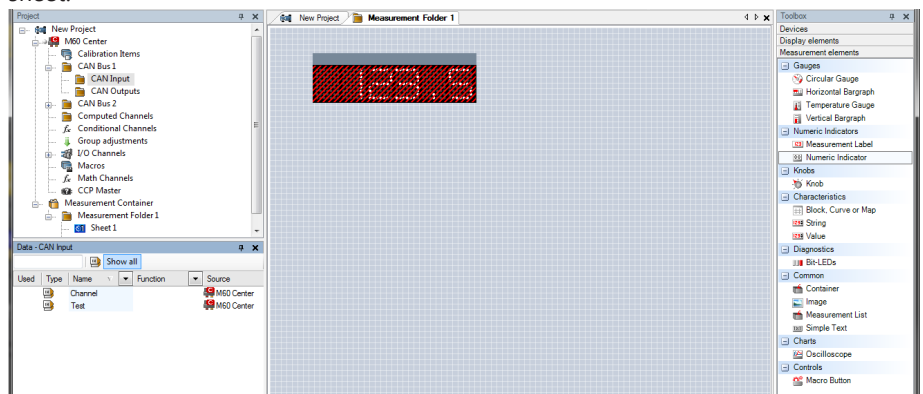 sheet.
Project
New Project
M60 Center
Calibration Items
CAN Bus 1
CAN Input
CAN Outputs
CAN Bus 2
Computed Channels
Conditional Channels
Group adjustments
I/O Channels
Macros
Math Channels
CCP Master
Measurement Container
Measurement Folder 1
Sheet 1
Data - CAN Input
Show all
Used Type Name Function Source
Channel M60 Center
Test M60 Center
New Project Measurement Folder 1
123.5
Toolbox
Devices
Display elements
Measurement elements
Gauges
Circular Gauge
Horizontal Bargraph
Temperature Gauge
Vertical Bargraph
Numeric Indicators
Measurement Label
Numeric Indicator
Knobs
Knob
Characteristics
Block, Curve or Map
String
Value
Diagnostics
Bit-LEDs
Common
Container
Image
Measurement List
Simple Text
Charts
Oscilloscope
Controls
Macro Button